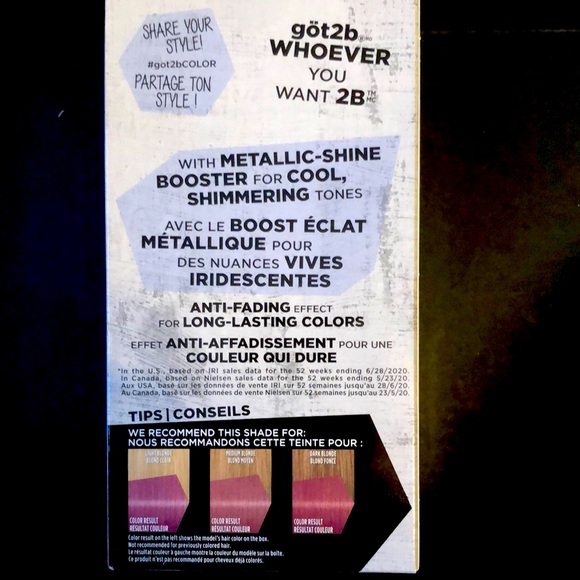 SHARE YOUR
STYLE!
#got2bCOLOR
PARTAGE TON
STYLE !
göt2b
WHOEVER
YOU
WANT 2B TM MC
WITH METALLIC-SHINE
BOOSTER FOR COOL,
SHIMMERING TONES
AVEC LE BOOST ÉCLAT
MÉTALLIQUE POUR
DES NUANCES VIVES
IRIDESCENTES
ANTI-FADING EFFECT
FOR LONG-LASTING COLORS
EFFET ANTI-AFFADISSEMENT POUR UNE
COULEUR QUI DURE
*In the U.S., based on IRI sales data for the 52 weeks ending 6/28/2020.
In Canada, based on Nielsen sales data for the 52 weeks ending 5/23/20.
Aux USA, basé sur les données de vente IRI sur 52 semaines jusqu'au 28/6/20.
Au Canada, basé sur les données de vente Nielsen sur 52 semaines jusqu'au 23/5/20.
TIPS | CONSEILS
WE RECOMMEND THIS SHADE FOR:
NOUS RECOMMANDONS CETTE TEINTE POUR :
LIGHT BLONDE
BLOND CLAIR
MEDIUM BLONDE
BLOND MOYEN
DARK BLONDE
BLOND FONCÉ
COLOR RESULT
RÉSULTAT COULEUR
COLOR RESULT
RÉSULTAT COULEUR
COLOR RESULT
RÉSULTAT COULEUR
Color result on the left shows the model's hair color on the box.
Not recommended for previously colored hair.
Le résultat couleur à gauche montre la couleur du modèle sur la boîte.
Ce produit n'est pas recommandé pour cheveux déjà colorés.